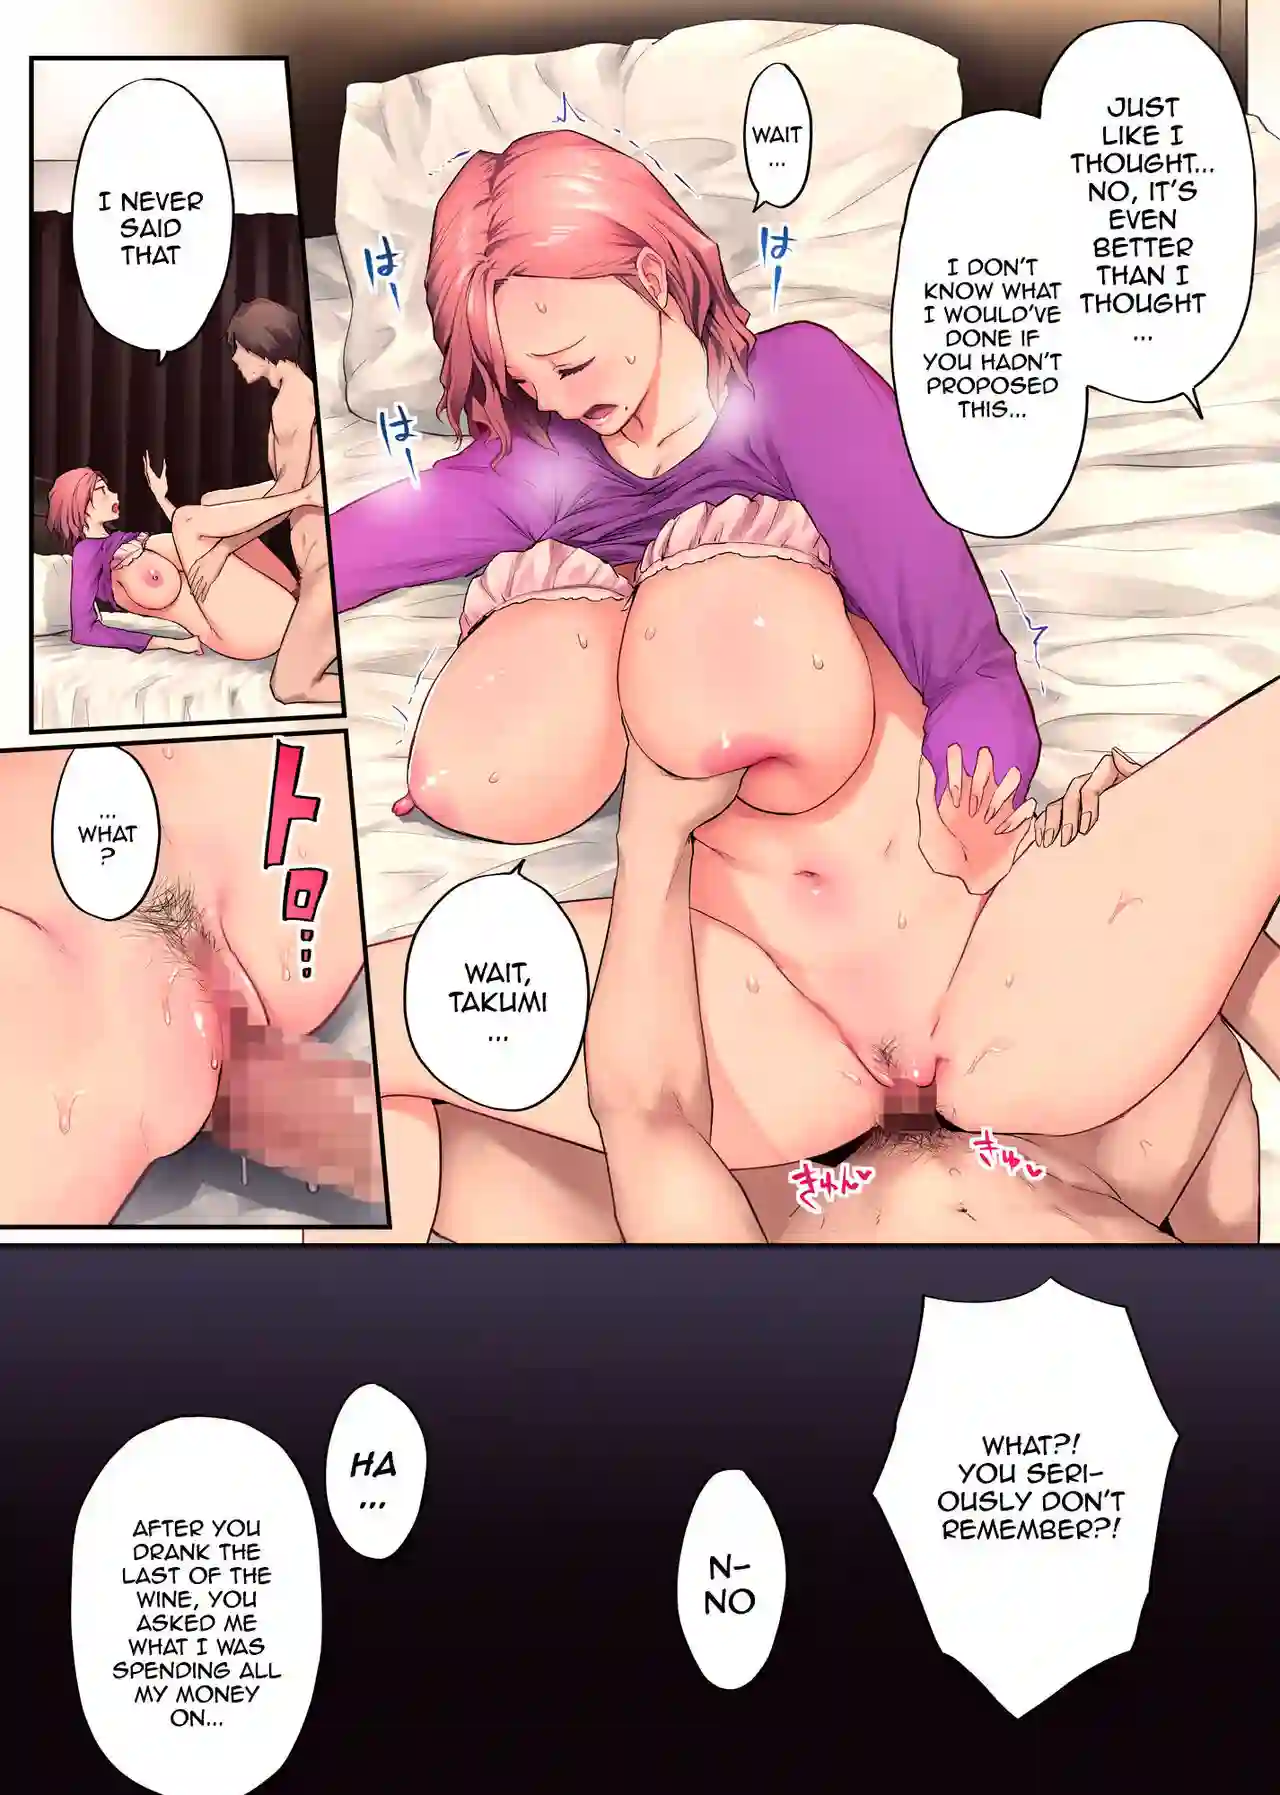 JUST
LIKE I
THOUGHT...
NO, IT'S
EVEN
BETTER
THAN I
THOUGHT
...
I DON'T
KNOW WHAT
I WOULD'VE
DONE IF
YOU HADN'T
PROPOSED
THIS...
WAIT
...
はー
はー
はー
WAIT,
TAKUMI
...
きゅ♡
きゅん♡
I NEVER
SAID
THAT
...
WHAT
?
トロ...
WHAT?!
YOU SERI-
OUSLY DON'T
REMEMBER?!
N-
NO
HA
...
AFTER YOU
DRANK THE
LAST OF THE
WINE, YOU
ASKED ME
WHAT I WAS
SPENDING ALL
MY MONEY
ON...